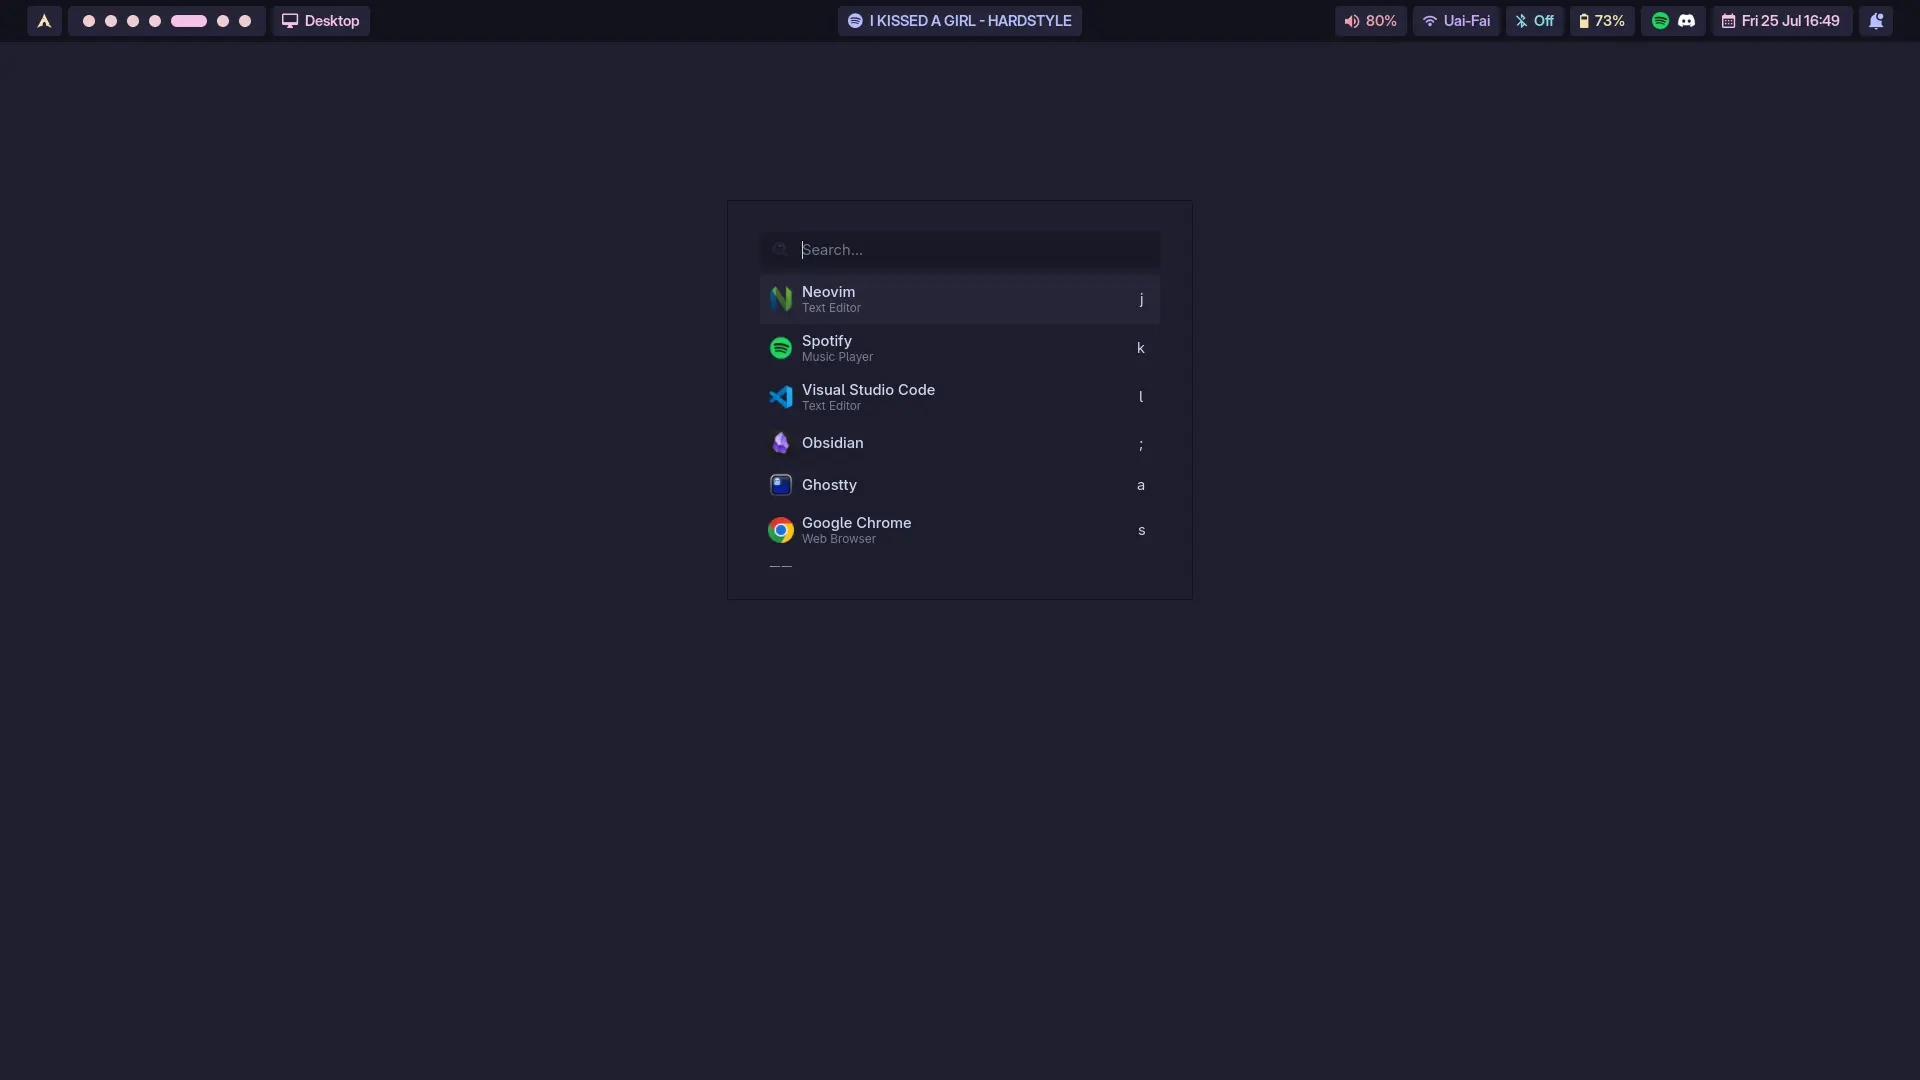 Desktop
I KISSED A GIRL - HARDSTYLE
80%
Uai-Fai
Off
73%
Fri 25 Jul 16:49
Search...
Neovim
Text Editor
j
Spotify
Music Player
k
Visual Studio Code
Text Editor
l
Obsidian
;
Ghostty
a
Google Chrome
Web Browser
s